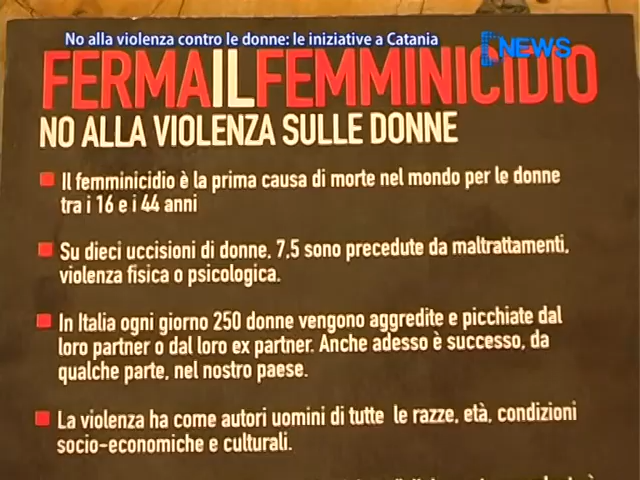 No alla violenza contro le donne: le iniziative a Catania
NEWS
FERMAILFEMMINICIDIO
NO ALLA VIOLENZA SULLE DONNE
Il femminicidio è la prima causa di morte nel mondo per le donne
tra i 16 e i 44 anni
Su dieci uccisioni di donne, 7,5 sono precedute da maltrattamenti,
violenza fisica o psicologica.
In Italia ogni giorno 250 donne vengono aggredite e picchiate dal
loro partner o dal loro ex partner. Anche adesso è successo, da
qualche parte, nel nostro paese.
La violenza ha come autori uomini di tutte le razze, età, condizioni
socio-economiche e culturali.